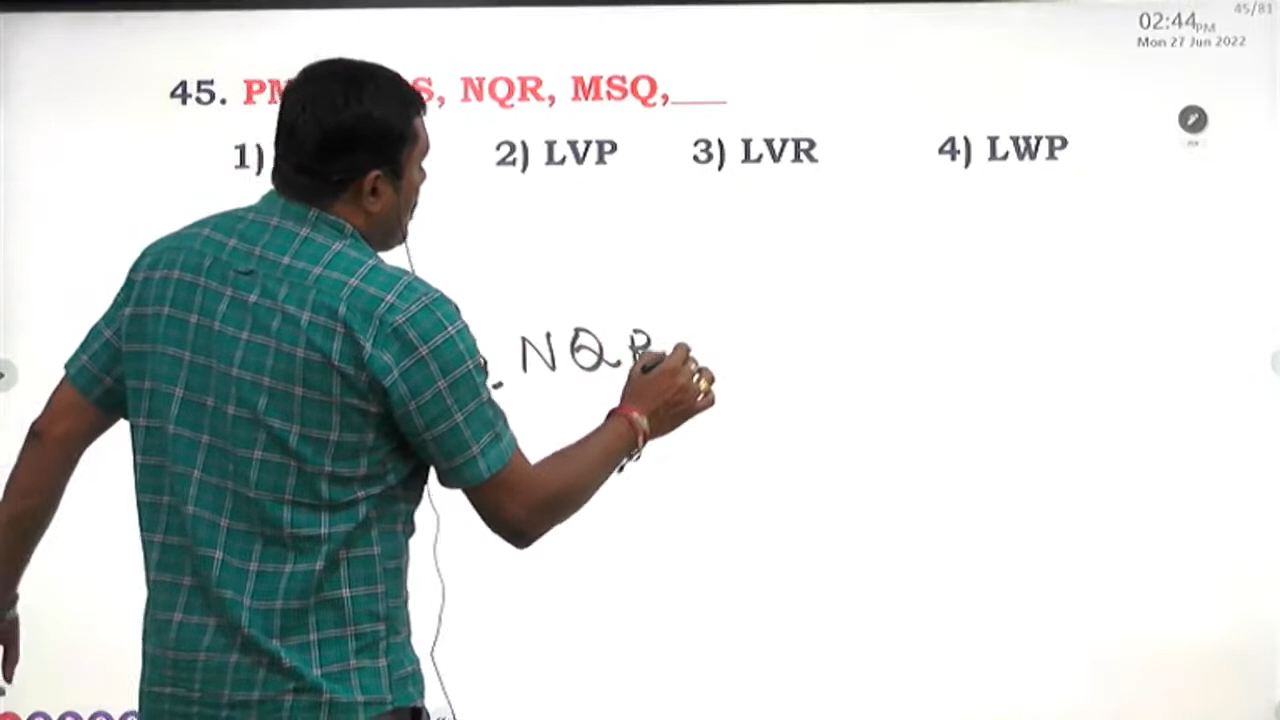 45/81
02:44PM
Mon 27 Jun 2022
45. NQR, MSQ,___
1) 2) LVP 3) LVR 4) LWP
NQR